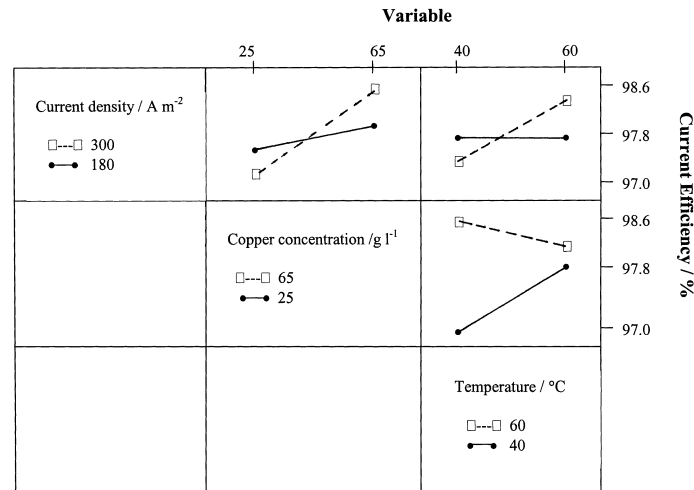 Variable
25 65 40 60
Current density / A m⁻²
300
180
98.6
97.8
97.0
Copper concentration /g l⁻¹
65
25
98.6
97.8
97.0
Temperature / °C
60
40
Current Efficiency / %